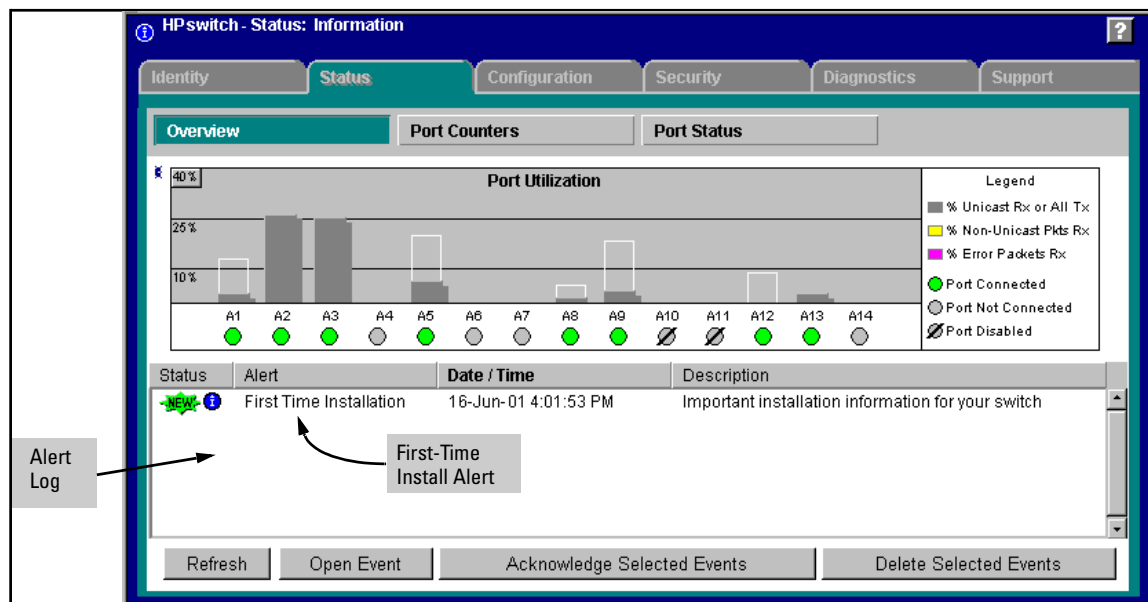 HPswitch - Status: Information
?
Identity Status Configuration Security Diagnostics Support
Overview Port Counters Port Status
40 % Port Utilization
25 %
10 %
A1 A2 A3 A4 A5 A6 A7 A8 A9 A10 A11 A12 A13 A14
Legend
% Unicast Rx or All Tx
% Non-Unicast Pkts Rx
% Error Packets Rx
Port Connected
Port Not Connected
Port Disabled
Status Alert Date / Time Description
NEW i First Time Installation 16-Jun-01 4:01:53 PM Important installation information for your switch
Alert
Log
First-Time
Install Alert
Refresh Open Event Acknowledge Selected Events Delete Selected Events